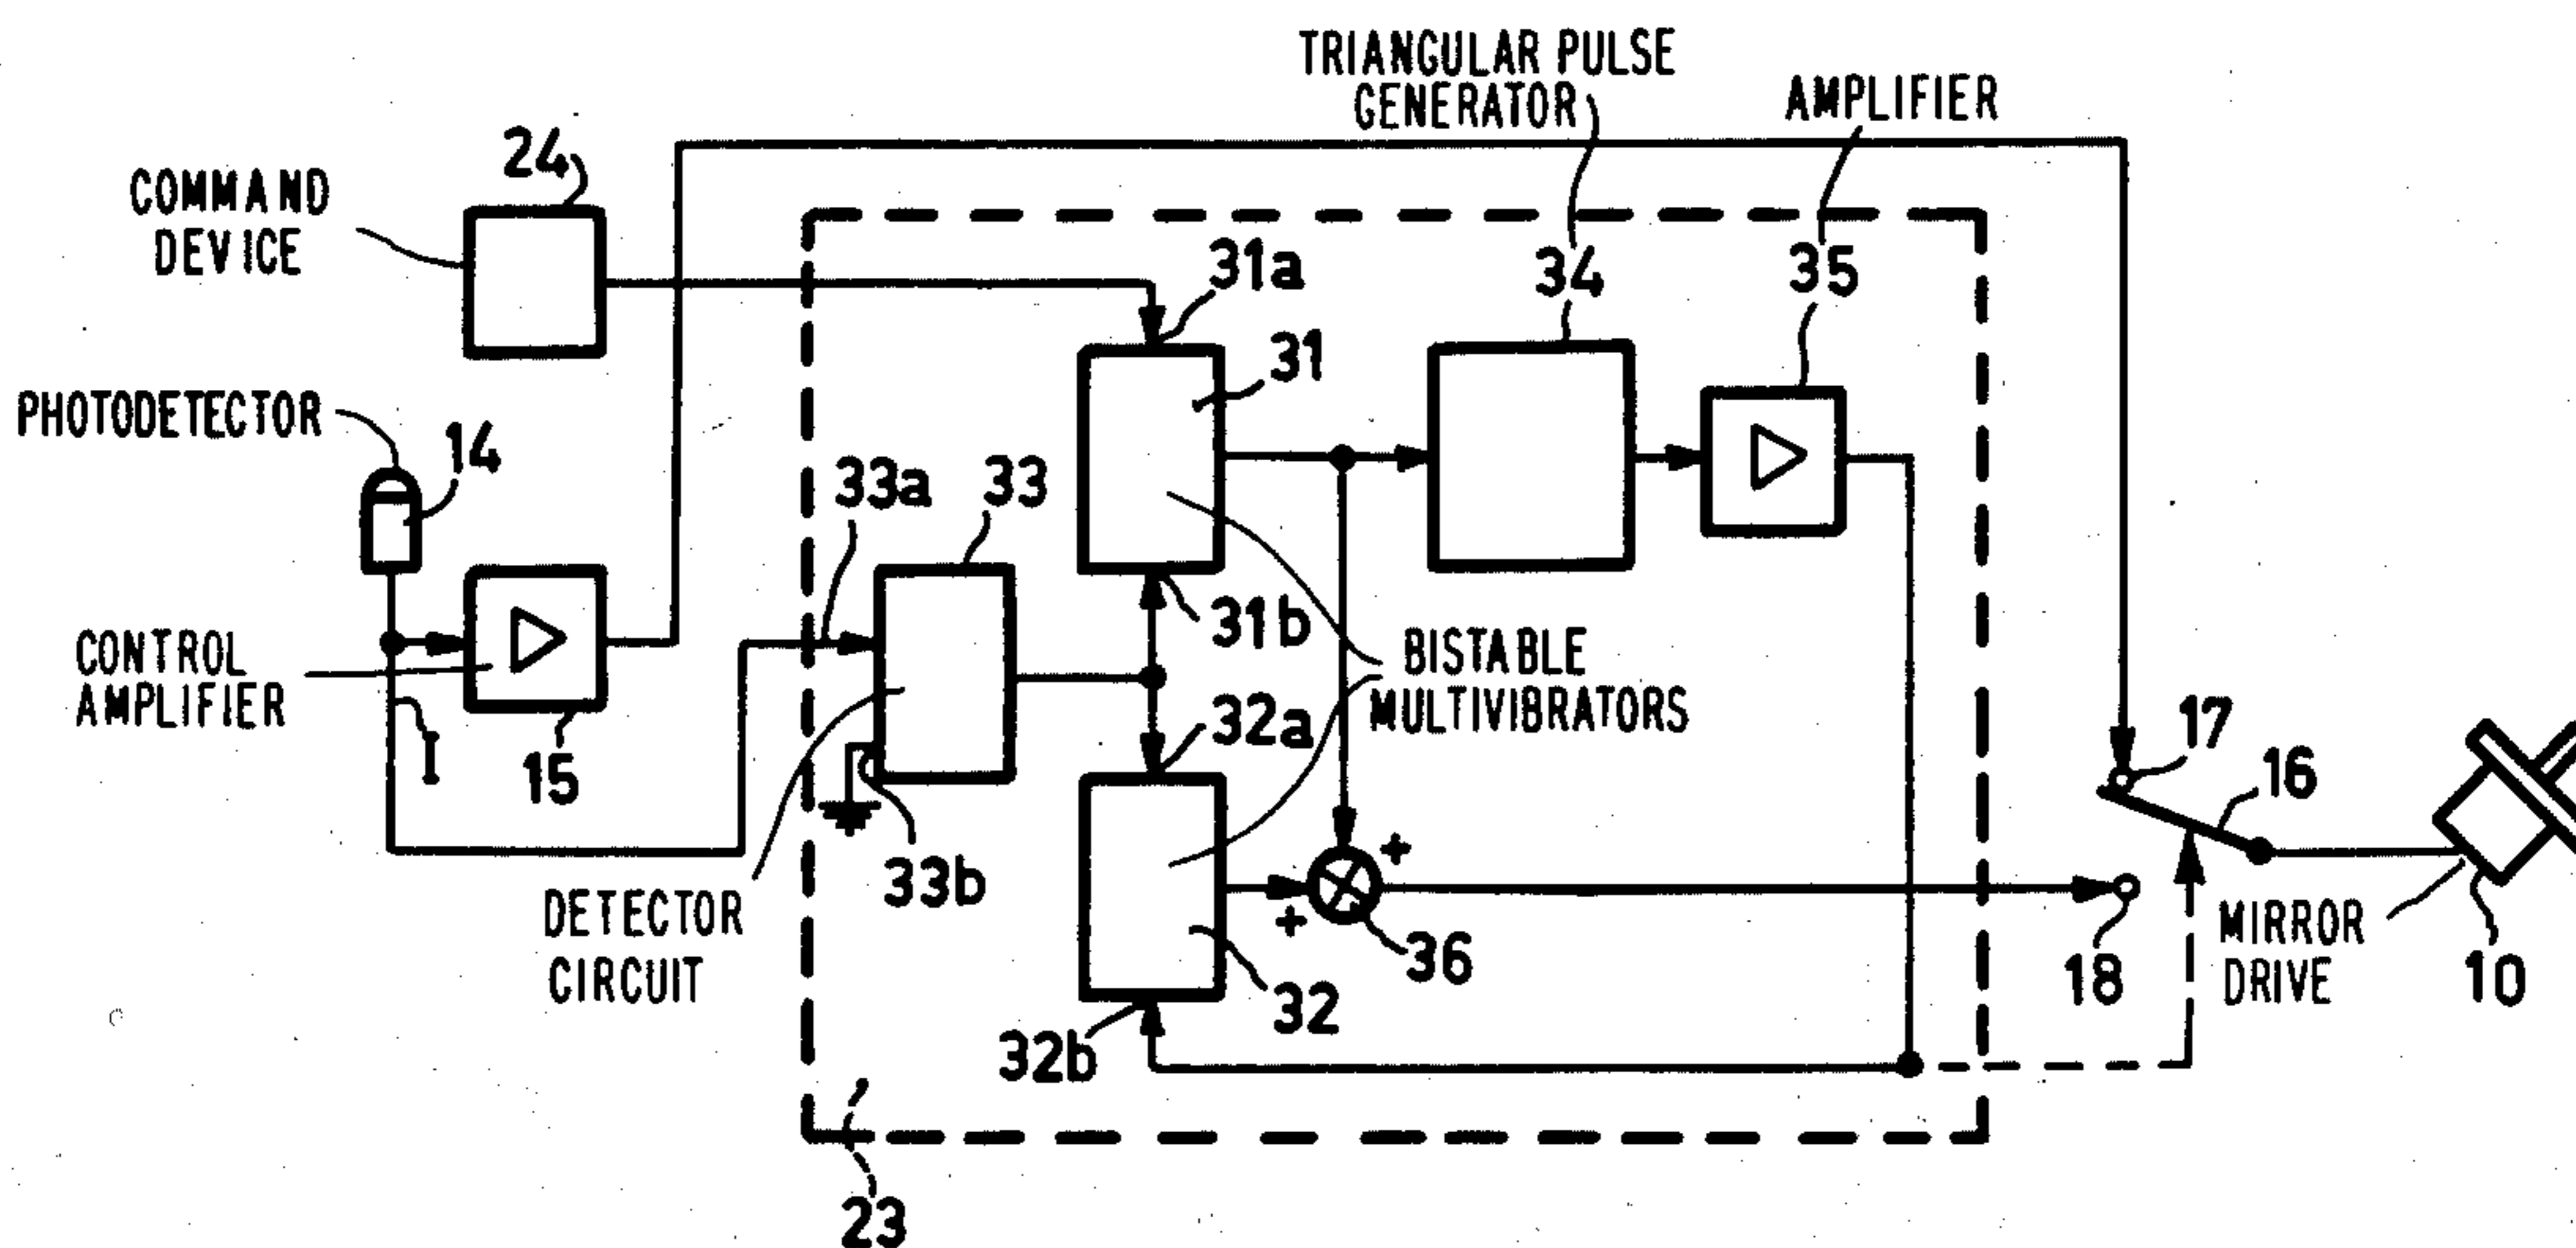 TRIANGULAR PULSE
GENERATOR
AMPLIFIER
24
COMMAND
DEVICE
31a
34
35
31
PHOTODETECTOR
14
33a
33
31b
CONTROL
AMPLIFIER
I
15
BISTABLE
MULTIVIBRATORS
32a
17
16
33b
+
+
DETECTOR
CIRCUIT
36
32
32b
18
MIRROR
DRIVE
10
23